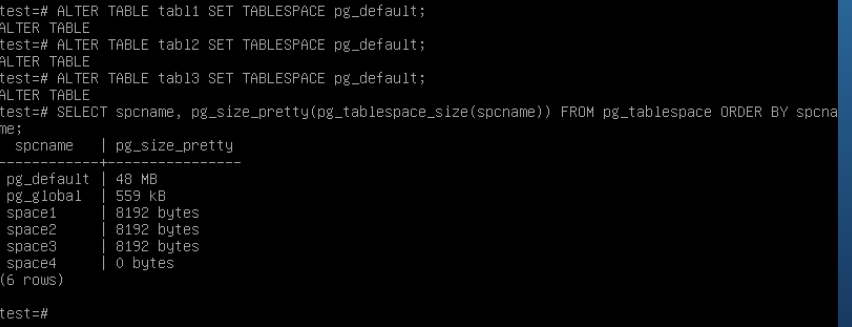 test=# ALTER TABLE tabl1 SET TABLESPACE pg_default;
ALTER TABLE
test=# ALTER TABLE tabl2 SET TABLESPACE pg_default;
ALTER TABLE
test=# ALTER TABLE tabl3 SET TABLESPACE pg_default;
ALTER TABLE
test=# SELECT spcname, pg_size_pretty(pg_tablespace_size(spcname)) FROM pg_tablespace ORDER BY spcna
me;
  spcname   | pg_size_pretty
------------+----------------
 pg_default | 48 MB
 pg_global  | 559 kB
 space1     | 8192 bytes
 space2     | 8192 bytes
 space3     | 8192 bytes
 space4     | 0 bytes
(6 rows)
test=#